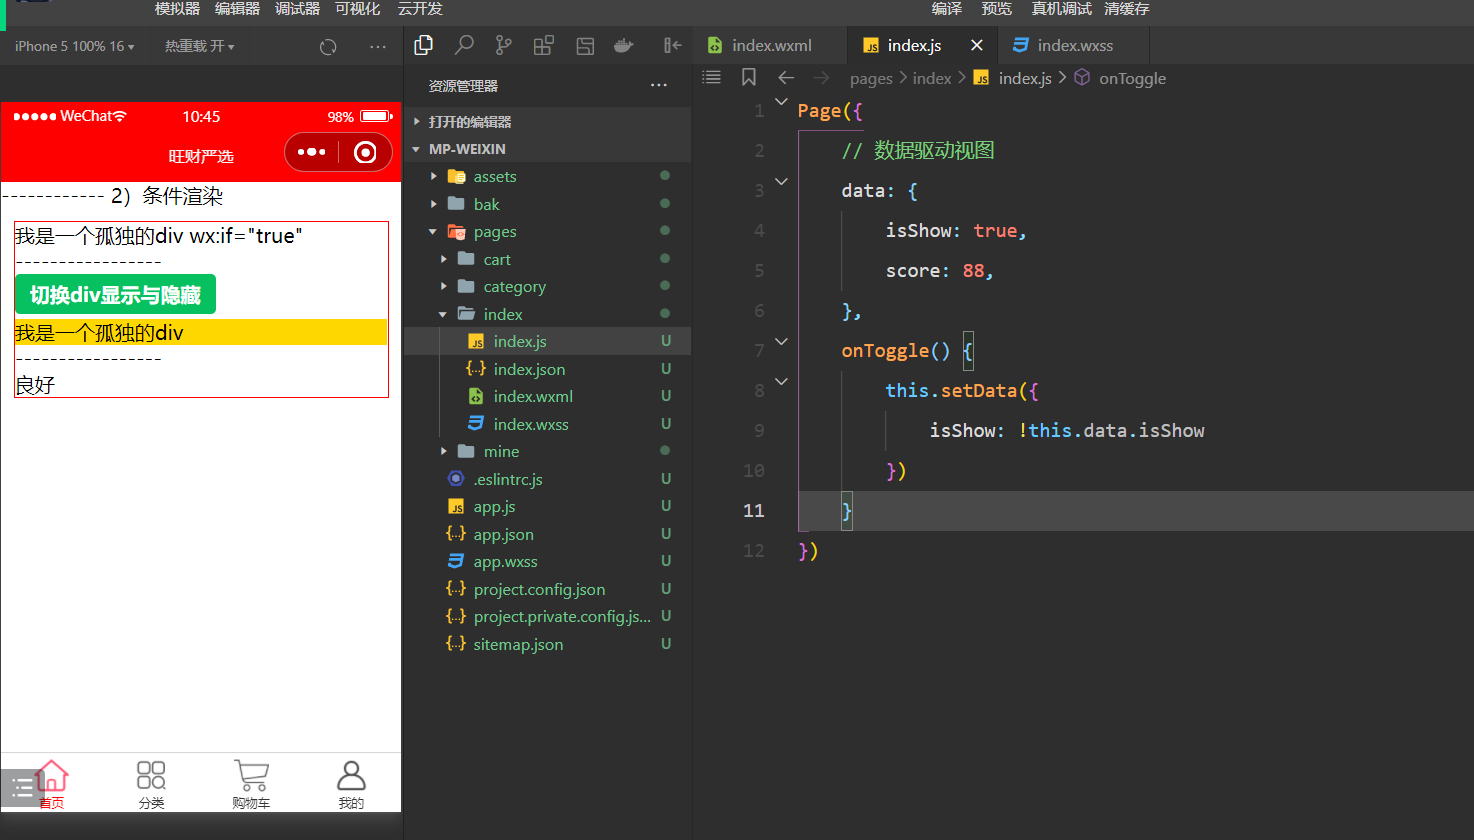 模拟器 编辑器 调试器 可视化 云开发 编译 预览 真机调试 清缓存
iPhone 5 100% 16 热重载 开
WeChat 10:45 98%
旺财严选
------------ 2）条件渲染
我是一个孤独的div wx:if="true"
-----------------
切换div显示与隐藏
我是一个孤独的div
-----------------
良好
首页 分类 购物车 我的
资源管理器 ...
打开的编辑器
MP-WEIXIN
assets
bak
pages
cart
category
index
index.js U
index.json U
index.wxml U
index.wxss U
mine
.eslintrc.js U
app.js U
app.json U
app.wxss U
project.config.json U
project.private.config.js... U
sitemap.json U
index.wxml JS index.js index.wxss
pages > index > JS index.js > onToggle
1 Page({
2 // 数据驱动视图
3 data: {
4 isShow: true,
5 score: 88,
6 },
7 onToggle() {
8 this.setData({
9 isShow: !this.data.isShow
10 })
11 }
12 })